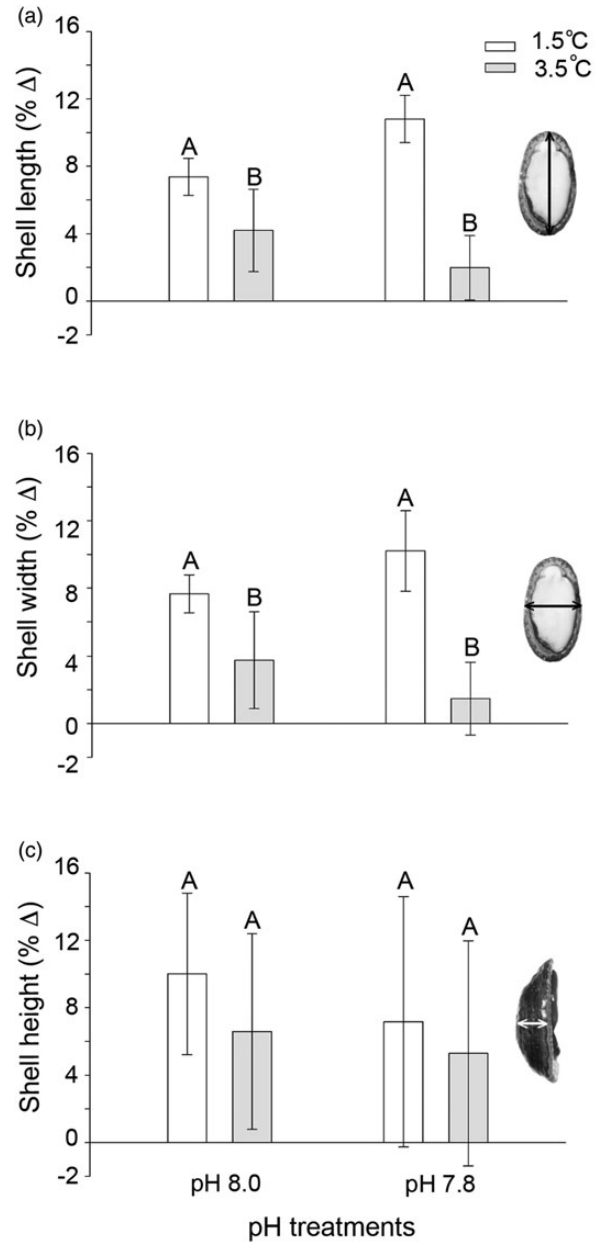 (a)
16
12
8
4
0
-2
Shell length (% Δ)
A
B
A
B
1.5°C
3.5°C
(b)
16
12
8
4
0
-2
Shell width (% Δ)
A
B
A
B
(c)
16
12
8
4
0
-2
Shell height (% Δ)
A
A
A
A
pH 8.0
pH 7.8
pH treatments